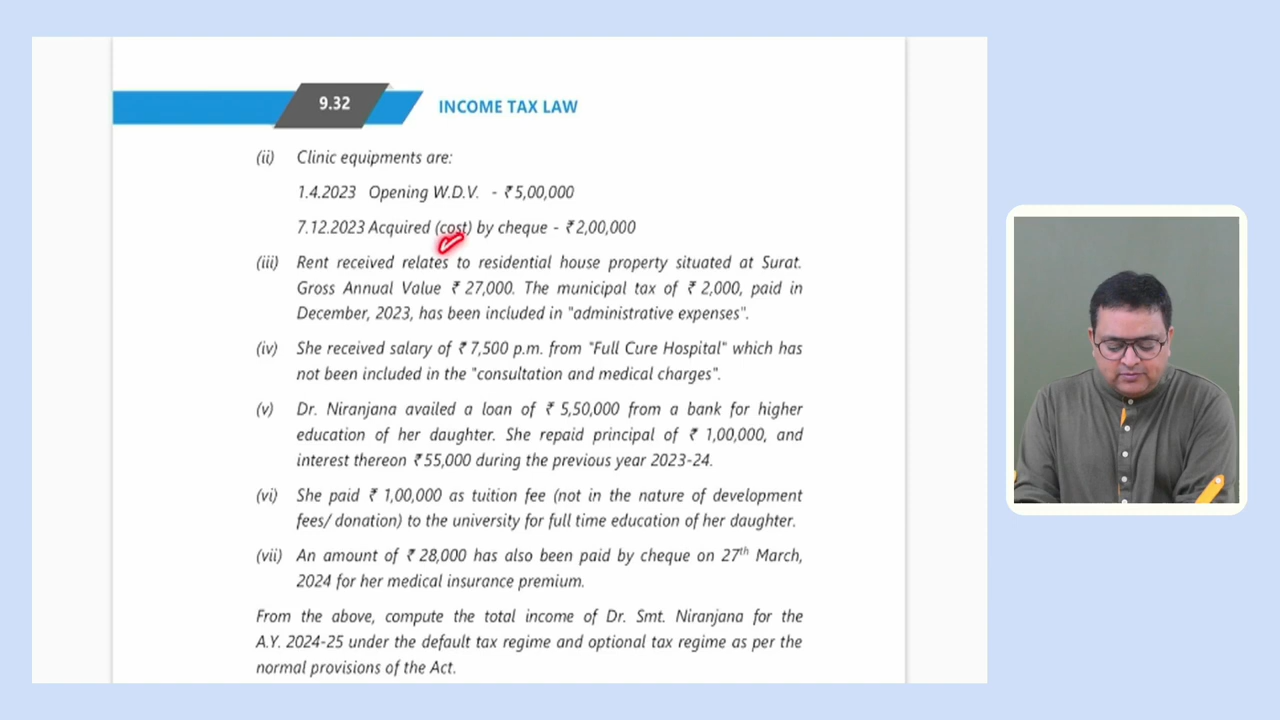 9.32 INCOME TAX LAW
(ii) Clinic equipments are:
1.4.2023 Opening W.D.V. - ₹ 5,00,000
7.12.2023 Acquired (cost) by cheque - ₹ 2,00,000
(iii) Rent received relates to residential house property situated at Surat.
Gross Annual Value ₹ 27,000. The municipal tax of ₹ 2,000, paid in
December, 2023, has been included in "administrative expenses".
(iv) She received salary of ₹ 7,500 p.m. from "Full Cure Hospital" which has
not been included in the "consultation and medical charges".
(v) Dr. Niranjana availed a loan of ₹ 5,50,000 from a bank for higher
education of her daughter. She repaid principal of ₹ 1,00,000, and
interest thereon ₹ 55,000 during the previous year 2023-24.
(vi) She paid ₹ 1,00,000 as tuition fee (not in the nature of development
fees/ donation) to the university for full time education of her daughter.
(vii) An amount of ₹ 28,000 has also been paid by cheque on 27th March,
2024 for her medical insurance premium.
From the above, compute the total income of Dr. Smt. Niranjana for the
A.Y. 2024-25 under the default tax regime and optional tax regime as per the
normal provisions of the Act.